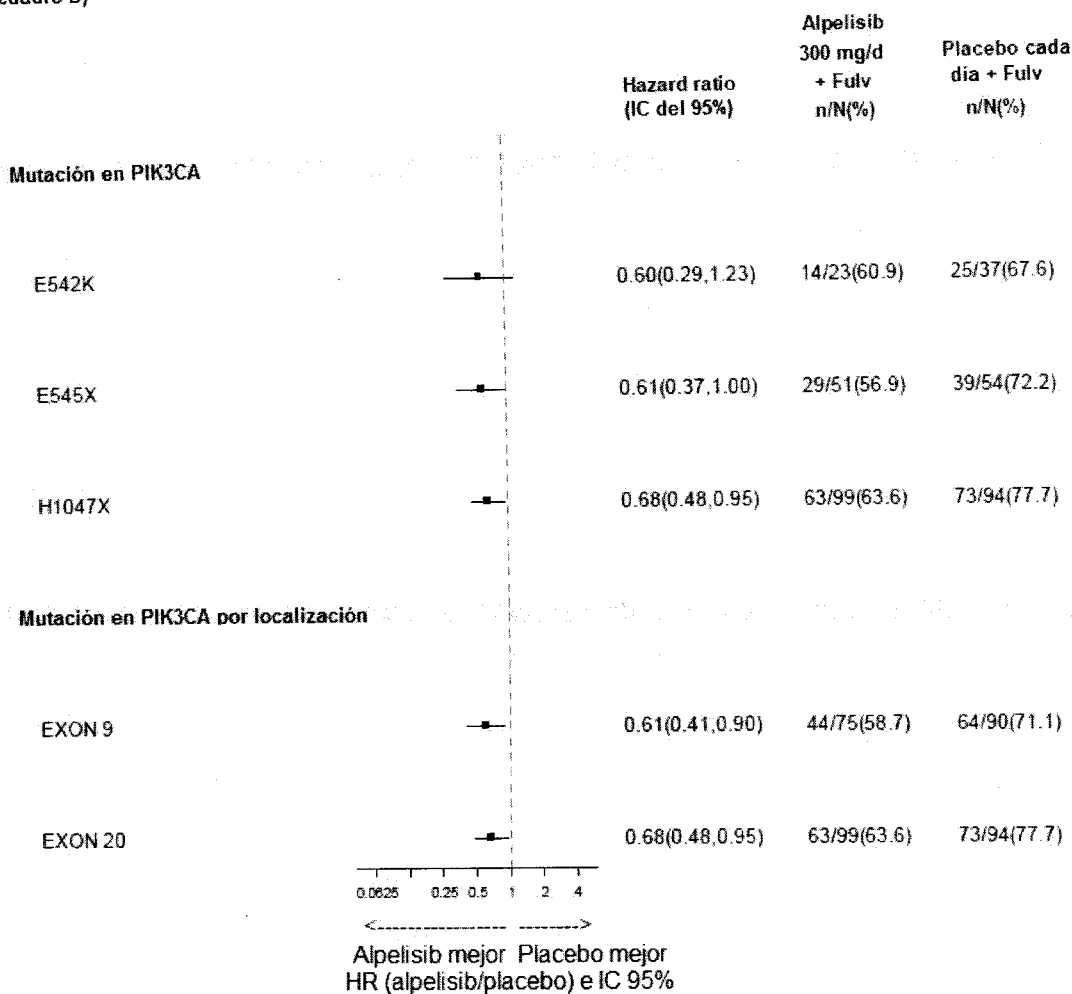 Alpelisib
300 mg/d
+ Fulv
n/N(%)
Placebo cada
día + Fulv
n/N(%)
Hazard ratio
(IC del 95%)
Mutación en PIK3CA
E542K 0.60(0.29,1.23) 14/23(60.9) 25/37(67.6)
E545X 0.61(0.37,1.00) 29/51(56.9) 39/54(72.2)
H1047X 0.68(0.48,0.95) 63/99(63.6) 73/94(77.7)
Mutación en PIK3CA por localización
EXON 9 0.61(0.41,0.90) 44/75(58.7) 64/90(71.1)
EXON 20 0.68(0.48,0.95) 63/99(63.6) 73/94(77.7)
0.0625 0.25 0.5 1 2 4
Alpelisib mejor Placebo mejor
HR (alpelisib/placebo) e IC 95%